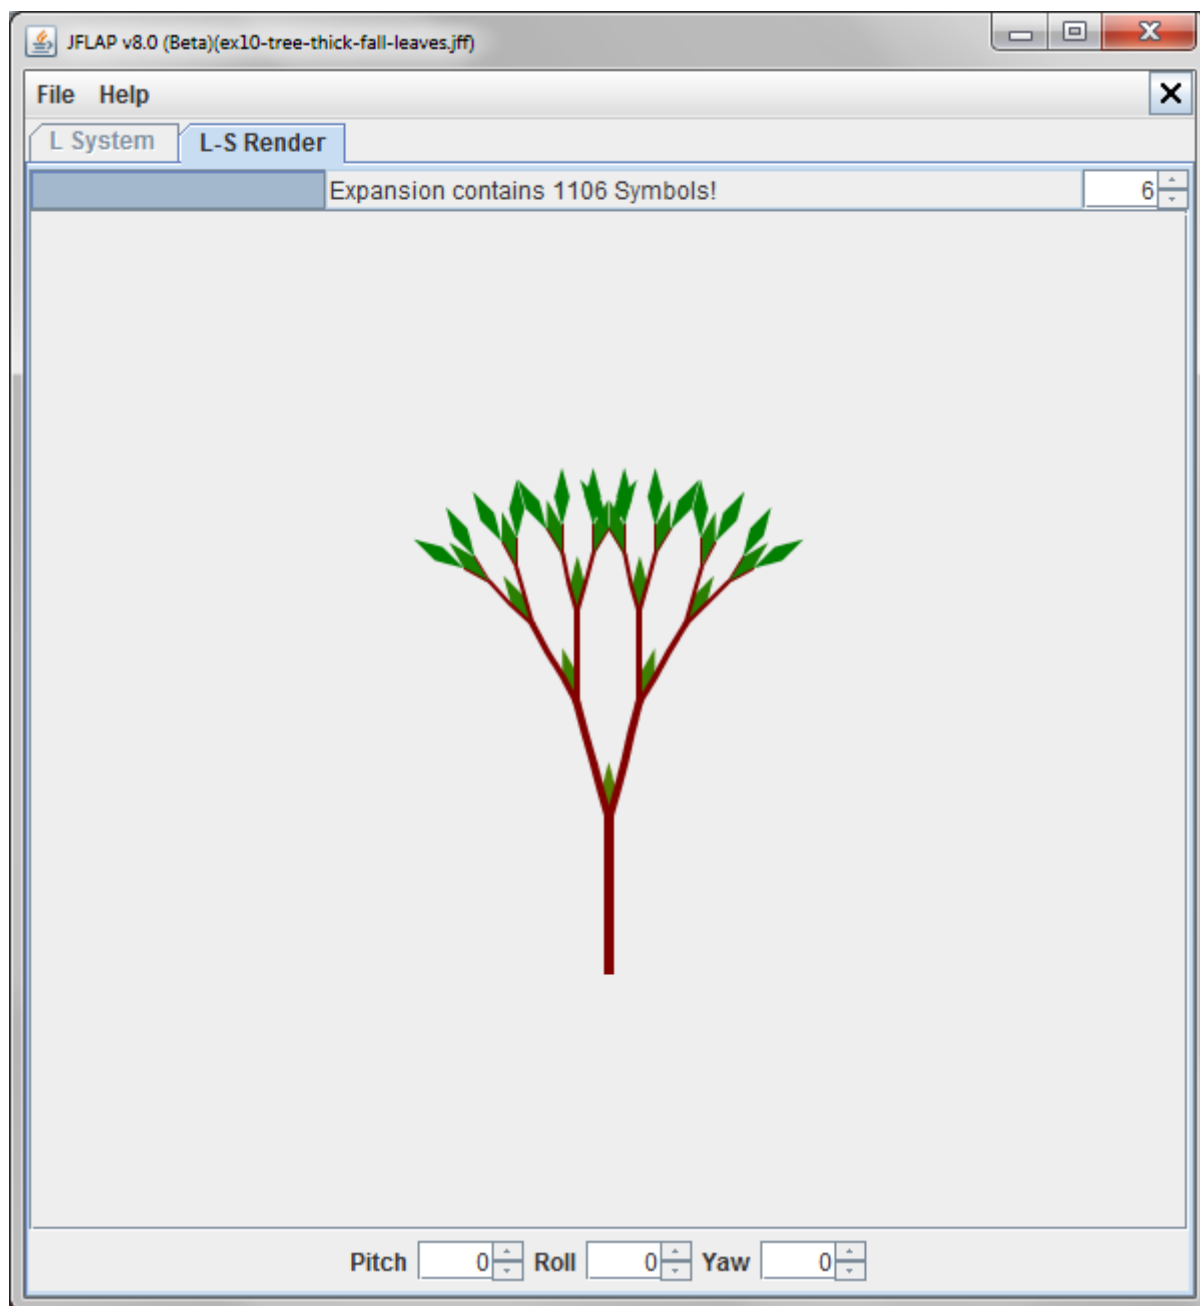 JFLAP v8.0 (Beta)(ex10-tree-thick-fall-leaves.jff)
File Help
L System L-S Render
Expansion contains 1106 Symbols! 6
Pitch 0 Roll 0 Yaw 0